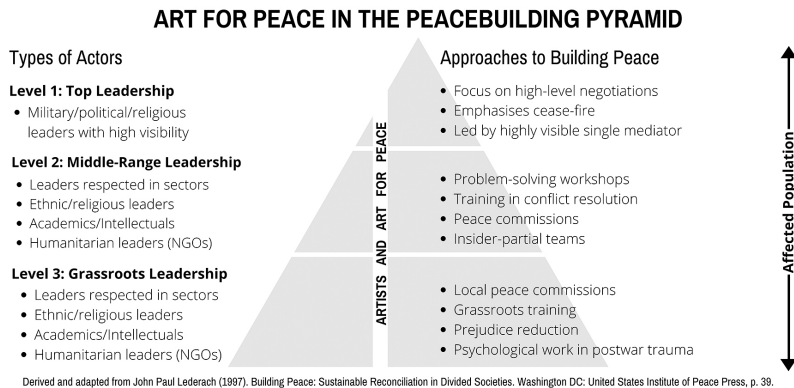 ART FOR PEACE IN THE PEACEBUILDING PYRAMID
Types of Actors
Level 1: Top Leadership
• Military/political/religious
leaders with high visibility
Level 2: Middle-Range Leadership
• Leaders respected in sectors
• Ethnic/religious leaders
• Academics/Intellectuals
• Humanitarian leaders (NGOs)
Level 3: Grassroots Leadership
• Leaders respected in sectors
• Ethnic/religious leaders
• Academics/Intellectuals
• Humanitarian leaders (NGOs)
ARTISTS AND ART FOR PEACE
Approaches to Building Peace
• Focus on high-level negotiations
• Emphasises cease-fire
• Led by highly visible single mediator
• Problem-solving workshops
• Training in conflict resolution
• Peace commissions
• Insider-partial teams
• Local peace commissions
• Grassroots training
• Prejudice reduction
• Psychological work in postwar trauma
Affected Population
Derived and adapted from John Paul Lederach (1997). Building Peace: Sustainable Reconciliation in Divided Societies. Washington DC: United States Institute of Peace Press, p. 39.